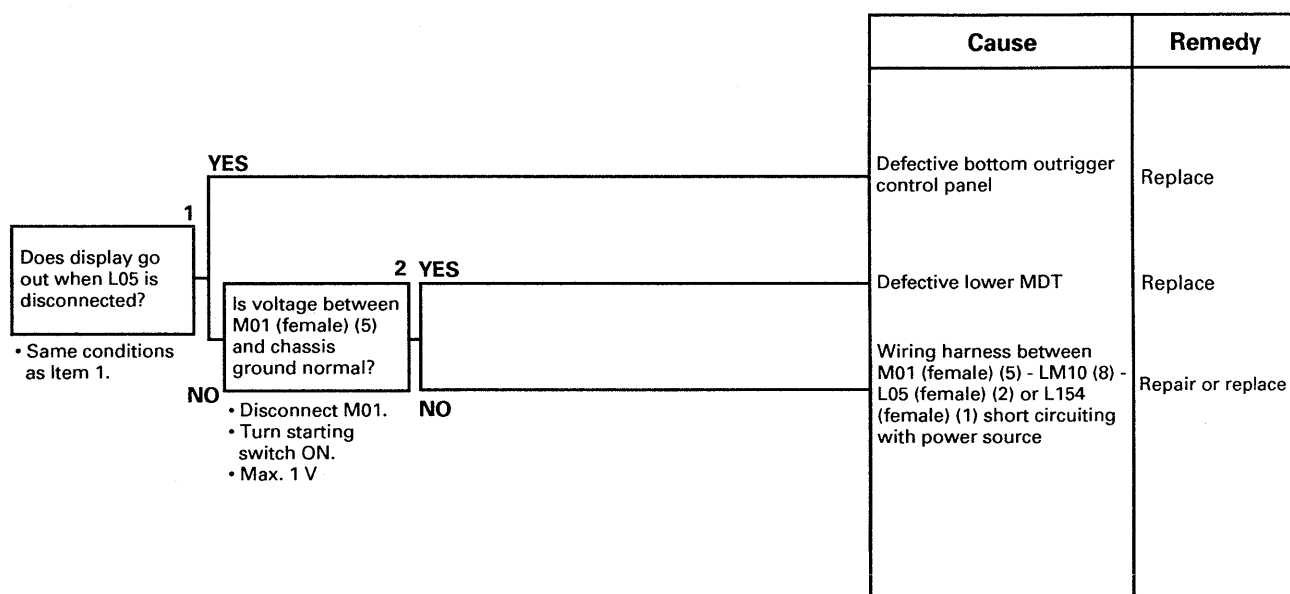 Cause
Remedy
YES
Defective bottom outrigger
control panel
Replace
1
Does display go
out when L05 is
disconnected?
• Same conditions
as Item 1.
2 YES
Is voltage between
M01 (female) (5)
and chassis
ground normal?
Defective lower MDT
Replace
NO
• Disconnect M01.
• Turn starting
switch ON.
• Max. 1 V
NO
Wiring harness between
M01 (female) (5) - LM10 (8) -
L05 (female) (2) or L154
(female) (1) short circuiting
with power source
Repair or replace